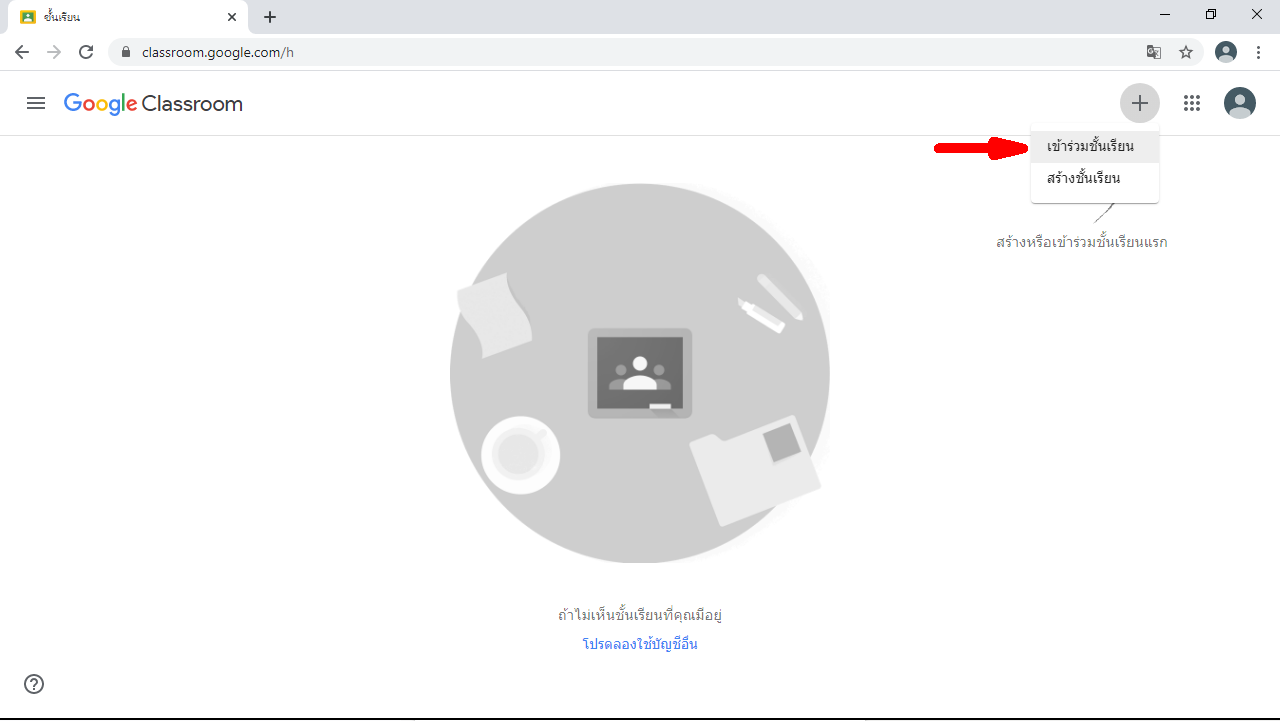 ชั้นเรียน
classroom.google.com/h
Google Classroom
เข้าร่วมชั้นเรียน
สร้างชั้นเรียน
สร้างหรือเข้าร่วมชั้นเรียนแรก
ถ้าไม่เห็นชั้นเรียนที่คุณมีอยู่
โปรดลองใช้บัญชีอื่น